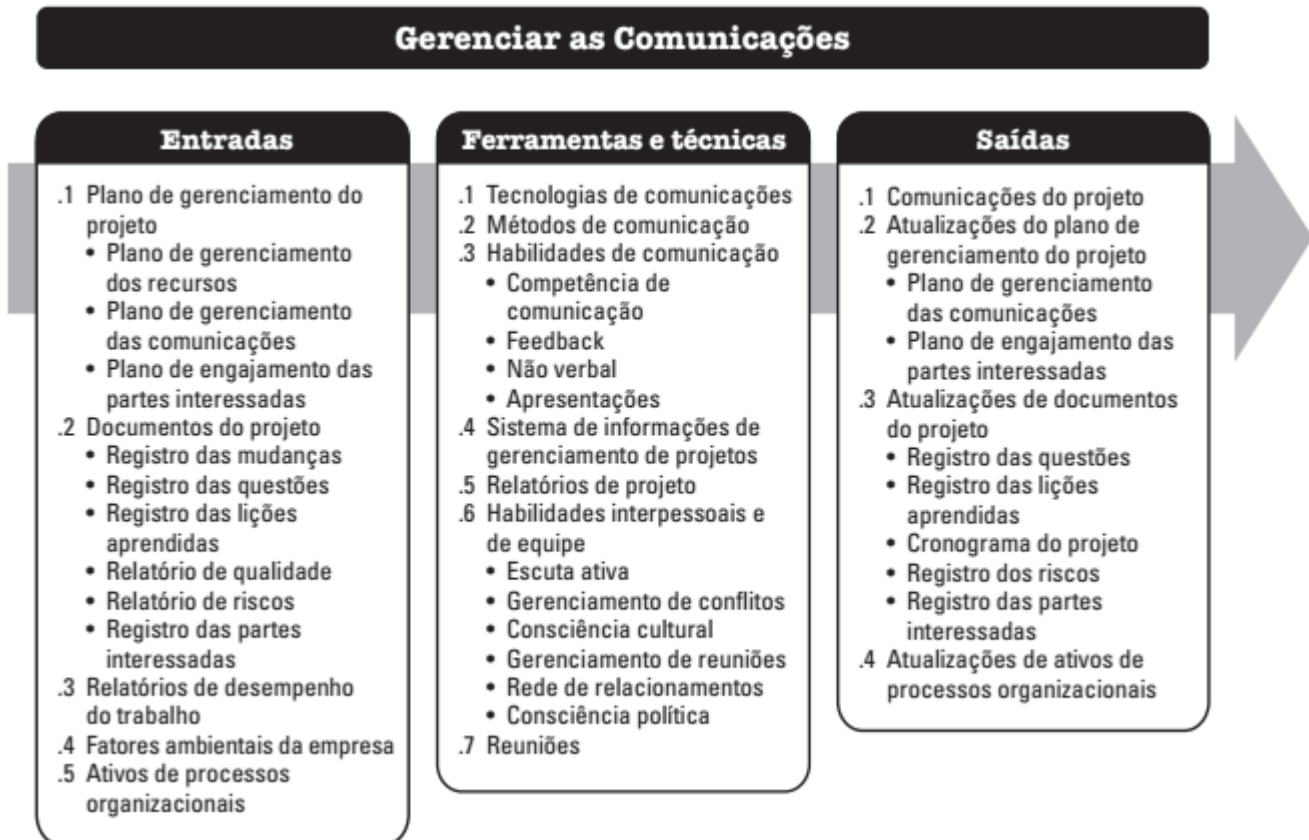 Gerenciar as Comunicações
Entradas
.1 Plano de gerenciamento do
projeto
• Plano de gerenciamento
dos recursos
• Plano de gerenciamento
das comunicações
• Plano de engajamento das
partes interessadas
.2 Documentos do projeto
• Registro das mudanças
• Registro das questões
• Registro das lições
aprendidas
• Relatório de qualidade
• Relatório de riscos
• Registro das partes
interessadas
.3 Relatórios de desempenho
do trabalho
.4 Fatores ambientais da empresa
.5 Ativos de processos
organizacionais
Ferramentas e técnicas
.1 Tecnologias de comunicações
.2 Métodos de comunicação
.3 Habilidades de comunicação
• Competência de
comunicação
• Feedback
• Não verbal
• Apresentações
.4 Sistema de informações de
gerenciamento de projetos
.5 Relatórios de projeto
.6 Habilidades interpessoais e
de equipe
• Escuta ativa
• Gerenciamento de conflitos
• Consciência cultural
• Gerenciamento de reuniões
• Rede de relacionamentos
• Consciência política
.7 Reuniões
Saídas
.1 Comunicações do projeto
.2 Atualizações do plano de
gerenciamento do projeto
• Plano de gerenciamento
das comunicações
• Plano de engajamento das
partes interessadas
.3 Atualizações de documentos
do projeto
• Registro das questões
• Registro das lições
aprendidas
• Cronograma do projeto
• Registro dos riscos
• Registro das partes
interessadas
.4 Atualizações de ativos de
processos organizacionais